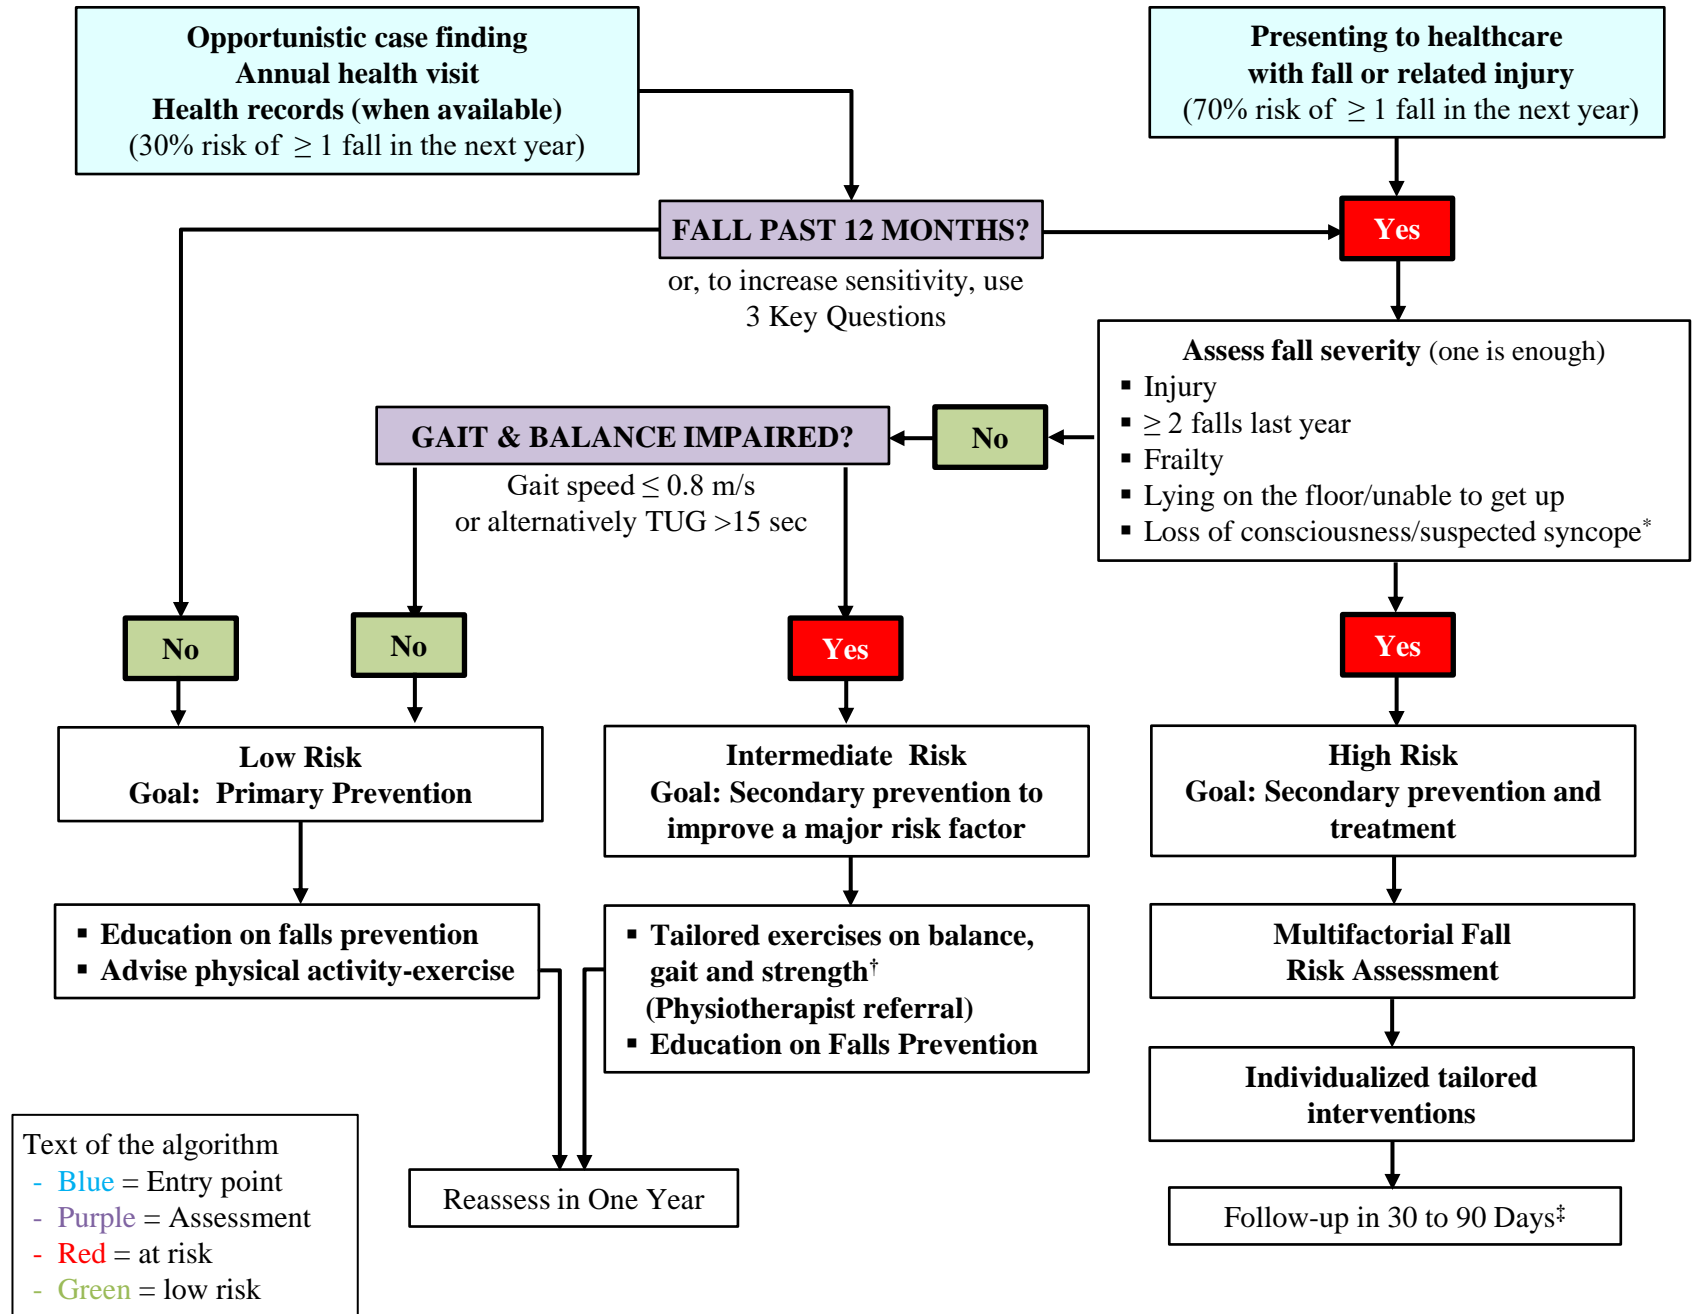 Opportunistic case finding
Annual health visit
Health records (when available)
(30% risk of ≥ 1 fall in the next year)
Presenting to healthcare
with fall or related injury
(70% risk of ≥ 1 fall in the next year)
FALL PAST 12 MONTHS?
or, to increase sensitivity, use
3 Key Questions
Yes
Assess fall severity (one is enough)
▪ Injury
▪ ≥ 2 falls last year
▪ Frailty
▪ Lying on the floor/unable to get up
▪ Loss of consciousness/suspected syncope*
No
GAIT & BALANCE IMPAIRED?
Gait speed ≤ 0.8 m/s
or alternatively TUG >15 sec
No
No
Yes
Yes
Low Risk
Goal: Primary Prevention
Intermediate Risk
Goal: Secondary prevention to
improve a major risk factor
High Risk
Goal: Secondary prevention and
treatment
▪ Education on falls prevention
▪ Advise physical activity-exercise
▪ Tailored exercises on balance,
gait and strength†
(Physiotherapist referral)
▪ Education on Falls Prevention
Multifactorial Fall
Risk Assessment
Individualized tailored
interventions
Reassess in One Year
Follow-up in 30 to 90 Days‡
Text of the algorithm
- Blue = Entry point
- Purple = Assessment
- Red = at risk
- Green = low risk